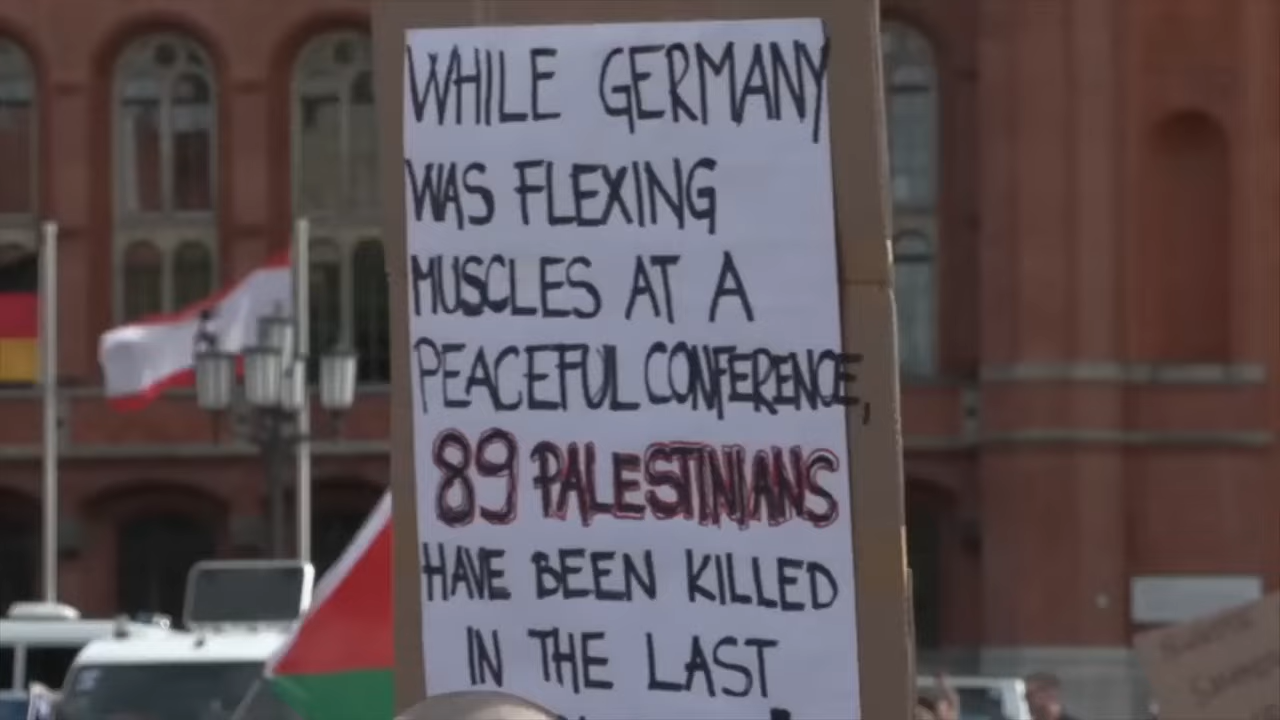 WHILE GERMANY
WAS FLEXING
MUSCLES AT A
PEACEFUL CONFERENCE,
89 PALESTINIANS
HAVE BEEN KILLED
IN THE LAST